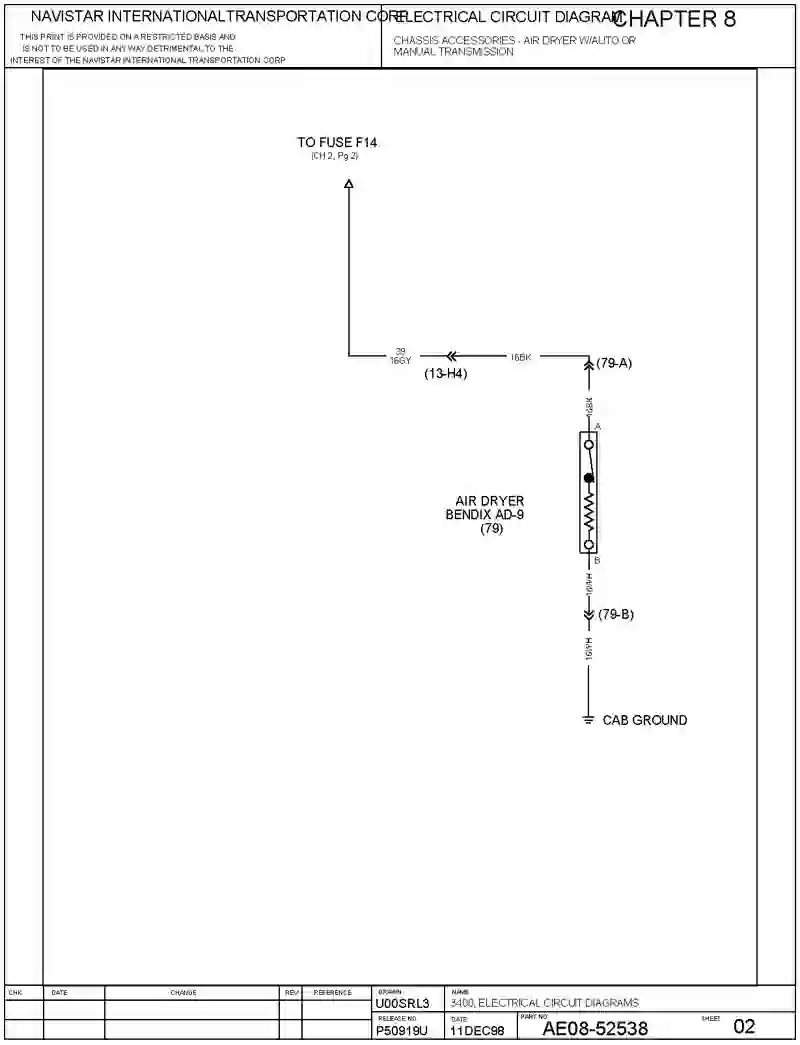 NAVISTAR INTERNATIONAL TRANSPORTATION CORP.
THIS PRINT IS PROVIDED ON A RESTRICTED BASIS AND
IS NOT TO BE USED IN ANY WAY DETRIMENTAL TO THE
INTEREST OF THE NAVISTAR INTERNATIONAL TRANSPORTATION CORP
ELECTRICAL CIRCUIT DIAGRAM
CHAPTER 8
CHASSIS ACCESSORIES - AIR DRYER W/AUTO OR
MANUAL TRANSMISSION
TO FUSE F14
(CH 2, Pg 2)
39
16GY
(13-H4)
16BK
(79-A)
16BK
A
AIR DRYER
BENDIX AD-9
(79)
B
16WH
(79-B)
16WH
CAB GROUND
CHK
DATE
CHANGE
REV
REFERENCE
DRAWN
U00SRL3
NAME
3400, ELECTRICAL CIRCUIT DIAGRAMS
RELEASE NO.
P50919U
DATE
11DEC98
PART NO
AE08-52538
SHEET
02